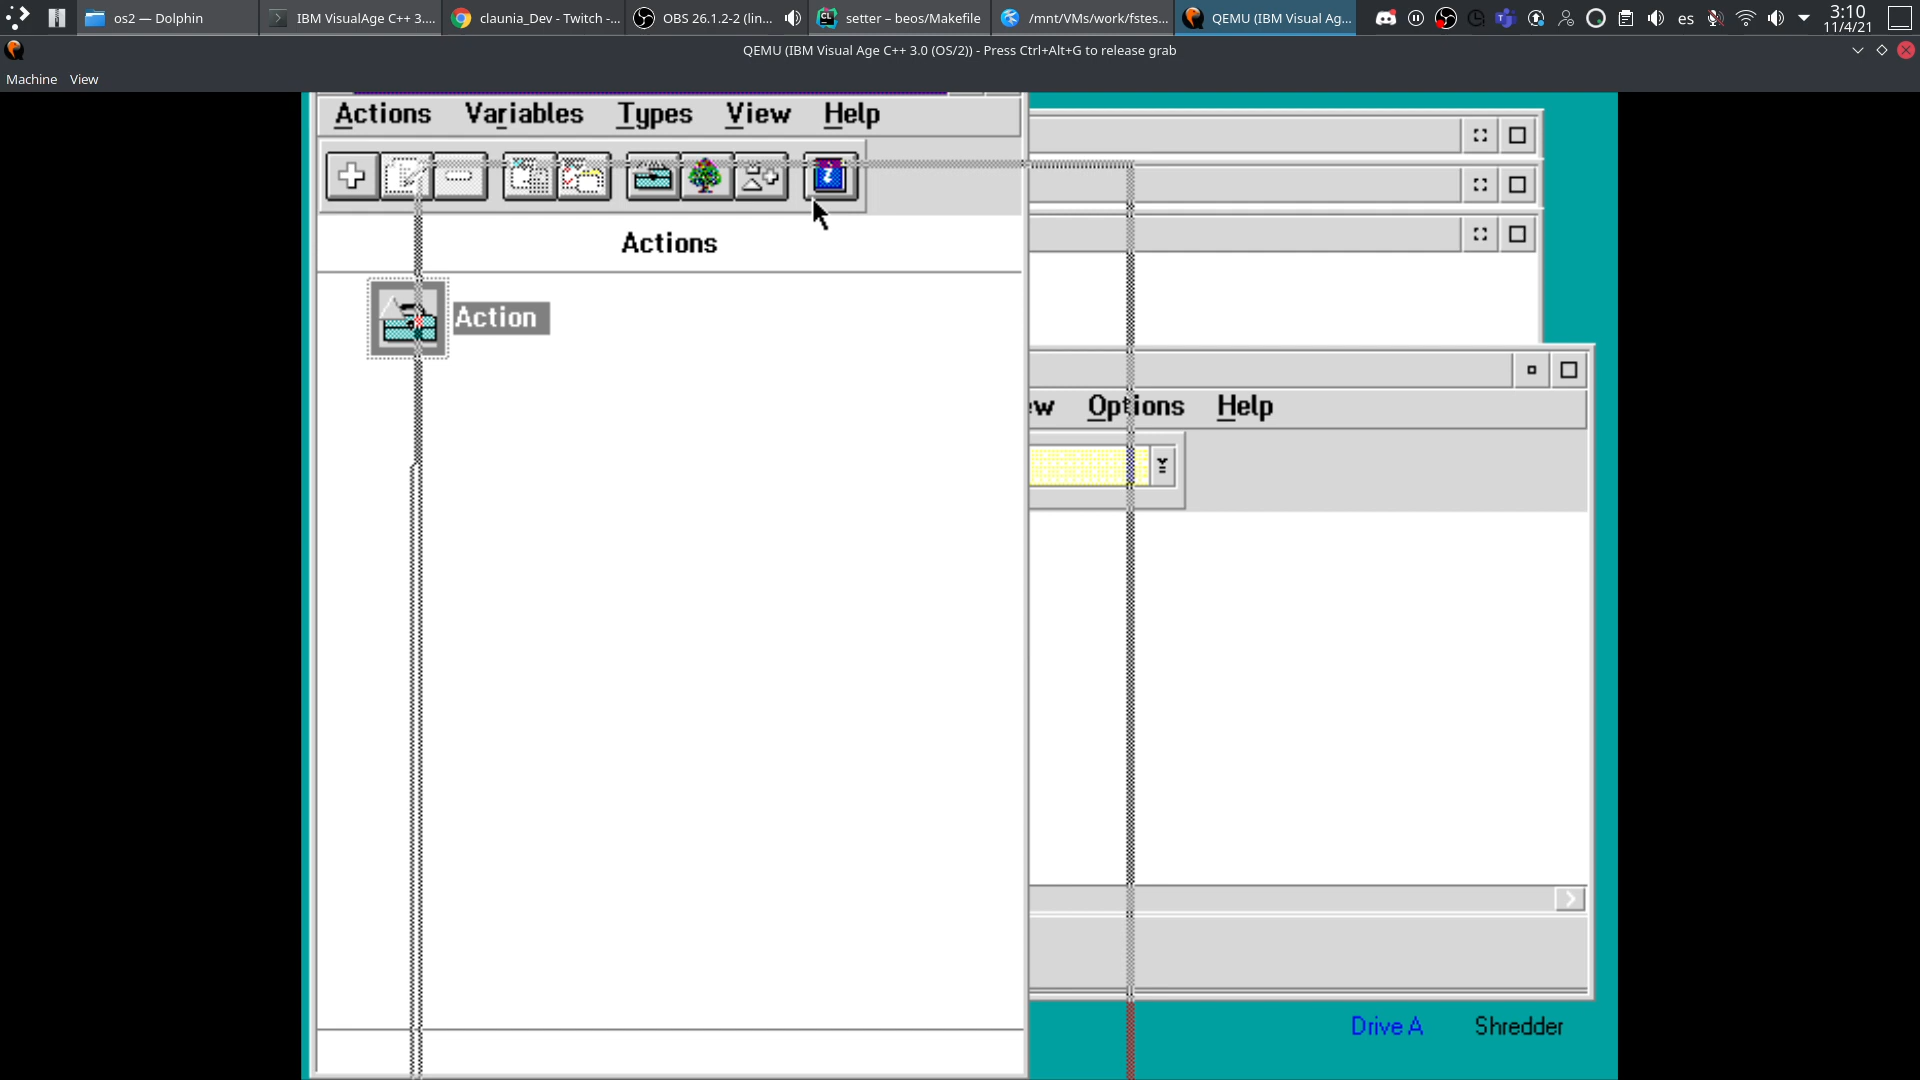 os2 — Dolphin
IBM VisualAge C++ 3....
claunia_Dev - Twitch -...
OBS 26.1.2-2 (lin...
setter – beos/Makefile
/mnt/VMs/work/fstes...
QEMU (IBM Visual Ag...
es
3:10
11/4/21
QEMU (IBM Visual Age C++ 3.0 (OS/2)) - Press Ctrl+Alt+G to release grab
Machine View
Actions Variables Types View Help
Actions
Action
ew Options Help
Drive A Shredder